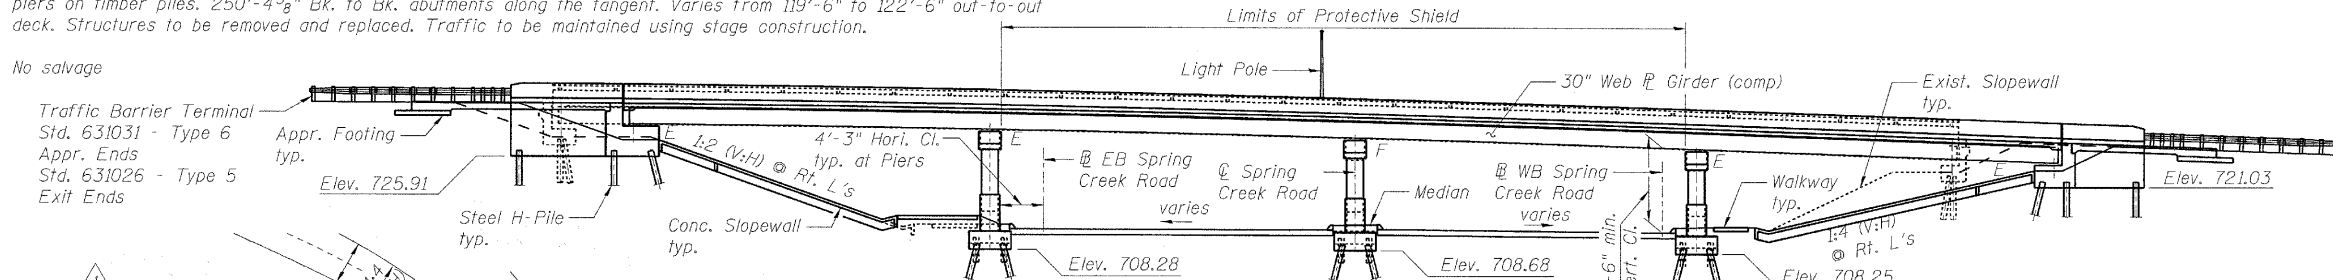 piers on timber piles. 250'-4⅜" Bk. to Bk. abutments along the tangent. Varies from 119'-6" to 122'-6" out-to-out
deck. Structures to be removed and replaced. Traffic to be maintained using stage construction.
No salvage
Limits of Protective Shield
Light Pole
30" Web ℄ Girder (comp)
Exist. Slopewall
typ.
Traffic Barrier Terminal
Std. 631031 - Type 6
Appr. Ends
Std. 631026 - Type 5
Exit Ends
Appr. Footing
typ.
Elev. 725.91
Steel H-Pile
typ.
E
1:2 (V:H) @ Rt. L's
Conc. Slopewall
typ.
4'-3" Hori. Cl.
typ. at Piers
E
EB Spring
Creek Road
varies
℄ Spring
Creek Road
F
Median
WB Spring
Creek Road
varies
E
Walkway
typ.
E
1:4 (V:H)
@ Rt. L's
Elev. 721.03
Elev. 708.28
Elev. 708.68
-6" min.
ert. Cl.
Elev. 708.25